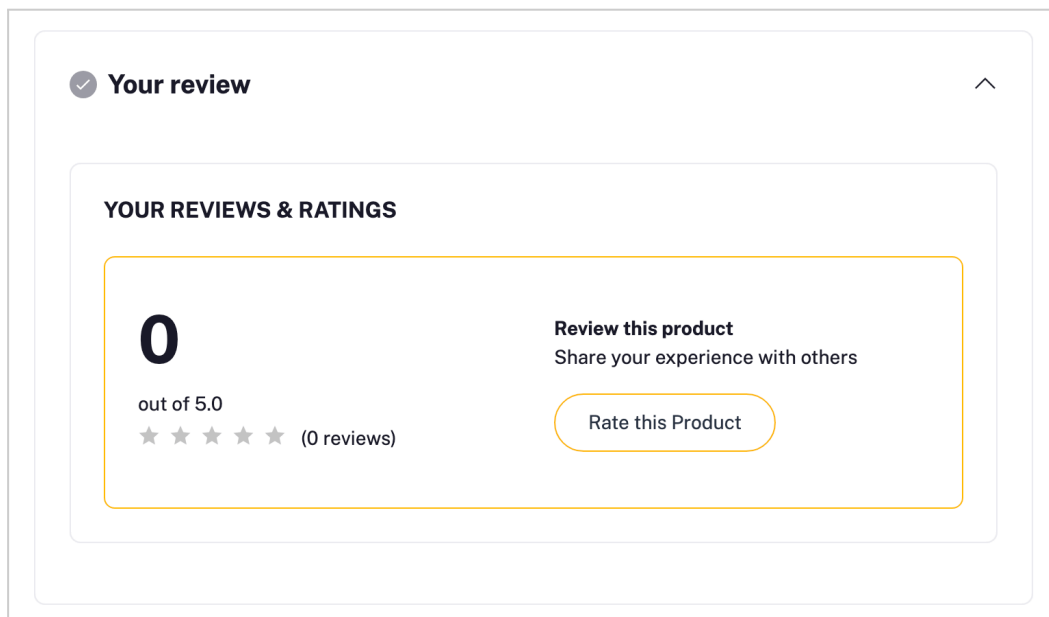 Your review
YOUR REVIEWS & RATINGS
0
out of 5.0
(0 reviews)
Review this product
Share your experience with others
Rate this Product